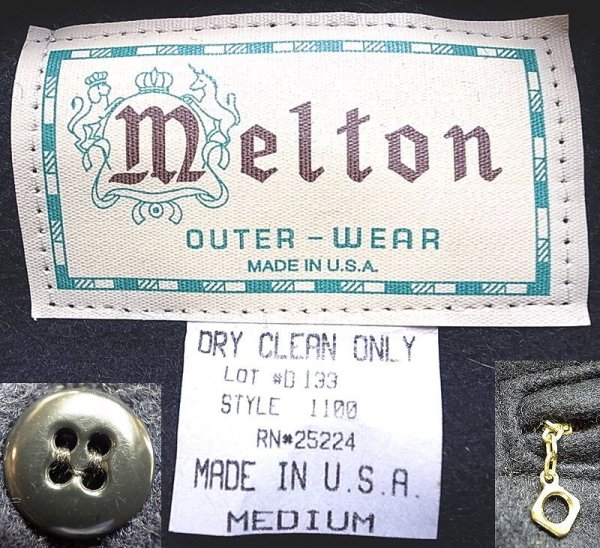 Melton
OUTER-WEAR
MADE IN U.S.A.
DRY CLEAN ONLY
LOT #D133
STYLE 1100
RN*25224
MADE IN U.S.A.
MEDIUM